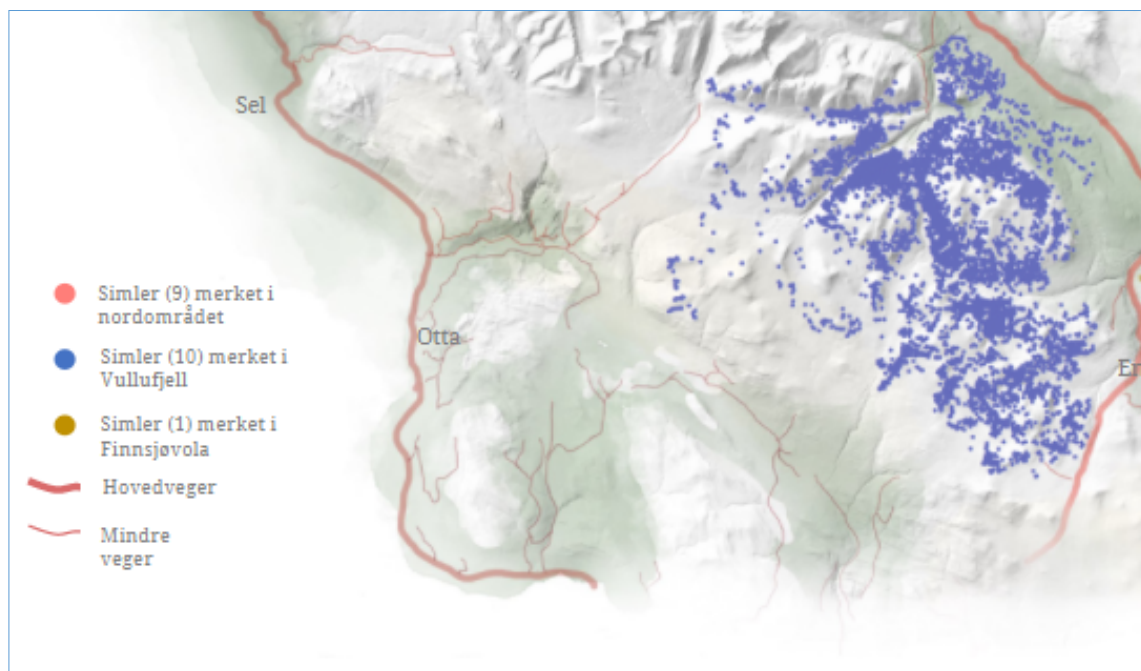 Sel
Simler (9) merket i
nordområdet
Simler (10) merket i
Vullufjell
Otta
Simler (1) merket i
Finnsjøvola
Hovedveger
Mindre
veger